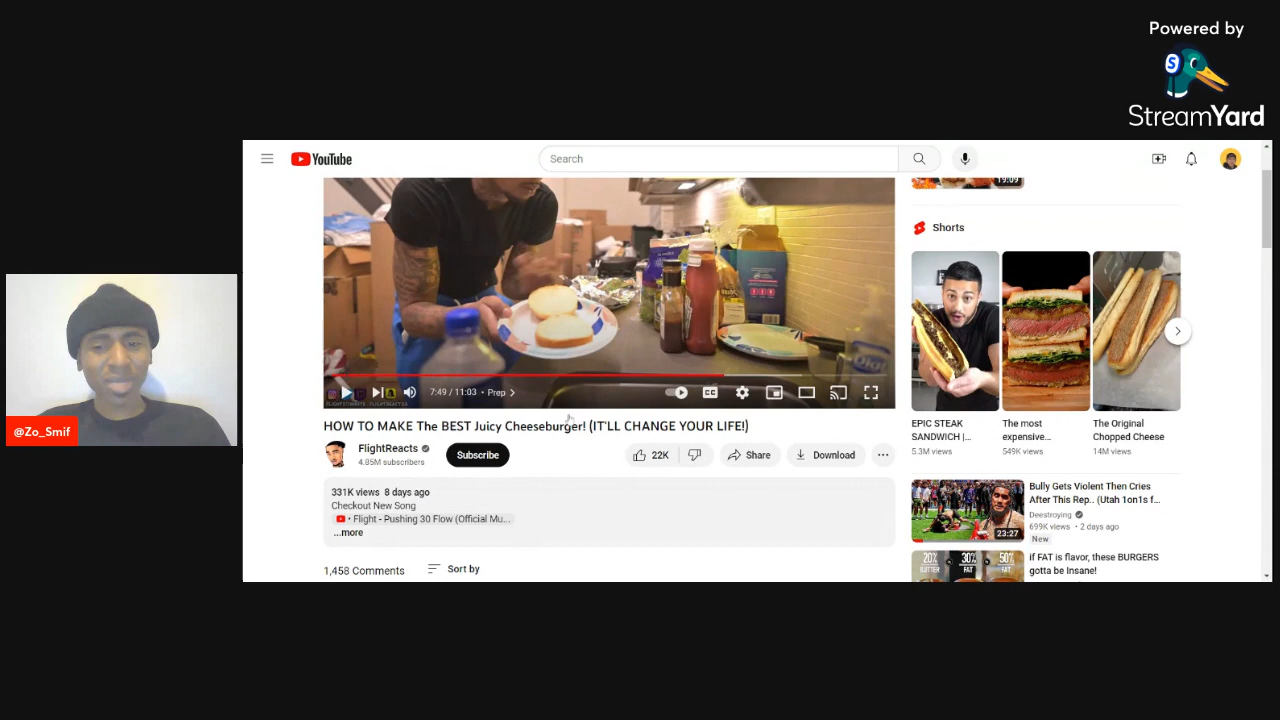 Powered by
StreamYard
YouTube
Search
19:09
Shorts
7:49 / 11:03 • Prep
HOW TO MAKE The BEST Juicy Cheeseburger! (IT'LL CHANGE YOUR LIFE!)
FlightReacts
4.85M subscribers
Subscribe
22K
Share
Download
331K views 8 days ago
Checkout New Song
• Flight - Pushing 30 Flow (Official Mu...
...more
1,458 Comments
Sort by
EPIC STEAK
SANDWICH |...
5.3M views
The most
expensive...
549K views
The Original
Chopped Cheese
14M views
Bully Gets Violent Then Cries
After This Rep.. (Utah 1on1s f...
Deestroying
699K views • 2 days ago
New
23:27
if FAT is flavor, these BURGERS
gotta be Insane!
20% 30% 50%
FAT FAT
@Zo_Smif